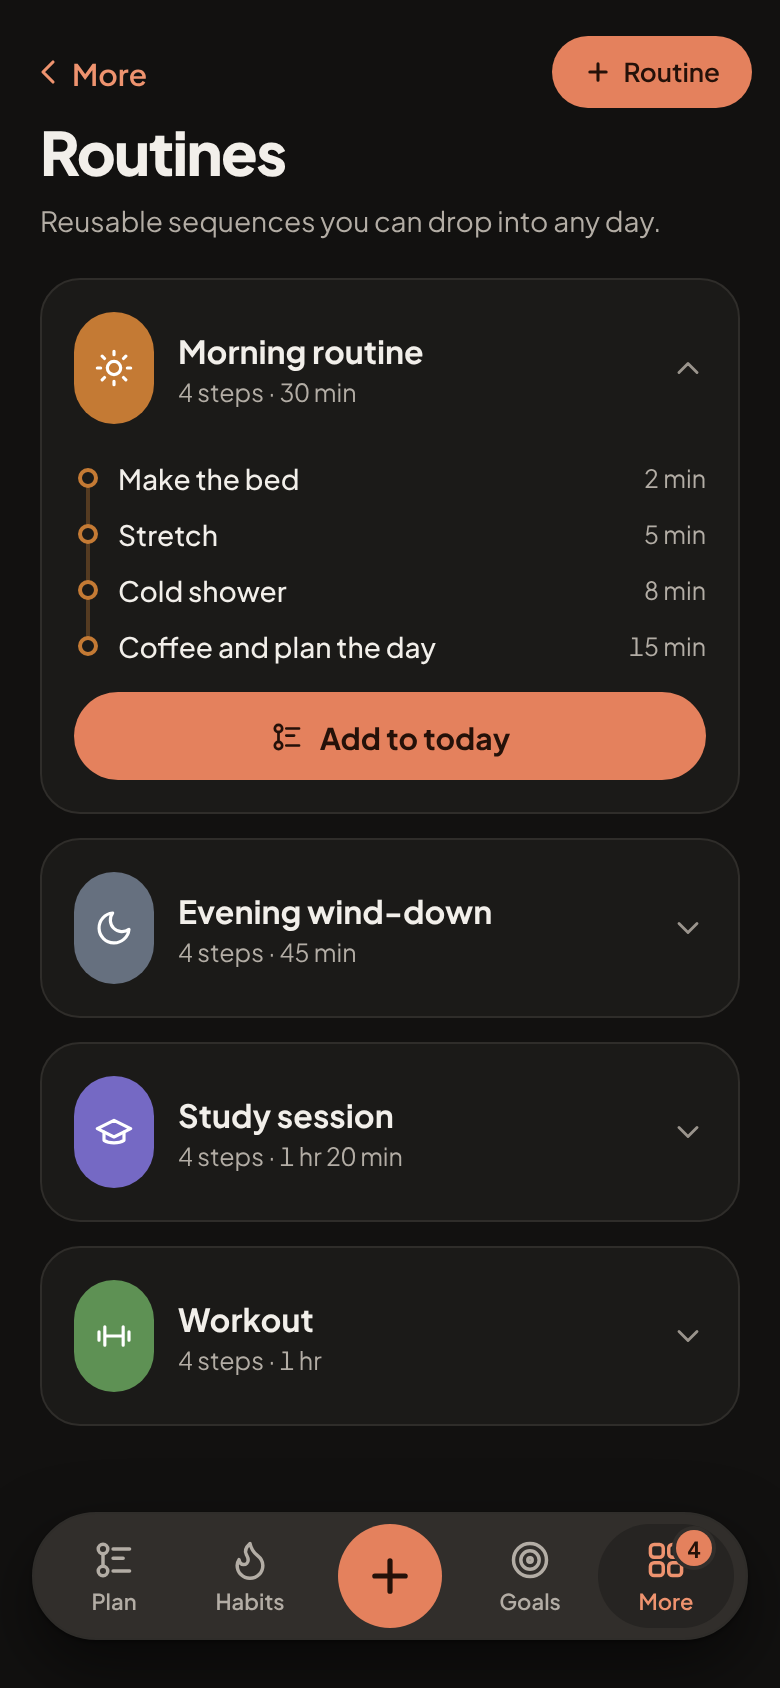 More
+ Routine
Routines
Reusable sequences you can drop into any day.
Morning routine
4 steps · 30 min
Make the bed 2 min
Stretch 5 min
Cold shower 8 min
Coffee and plan the day 15 min
Add to today
Evening wind-down
4 steps · 45 min
Study session
4 steps · 1 hr 20 min
Workout
4 steps · 1 hr
4
Plan Habits Goals More